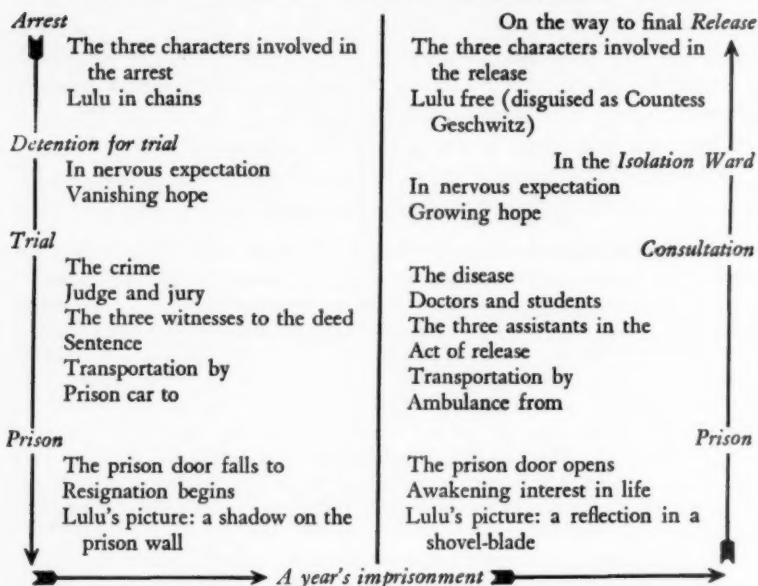 Arrest
The three characters involved in
the arrest
Lulu in chains
Detention for trial
In nervous expectation
Vanishing hope
Trial
The crime
Judge and jury
The three witnesses to the deed
Sentence
Transportation by
Prison car to
Prison
The prison door falls to
Resignation begins
Lulu's picture: a shadow on the
prison wall
On the way to final Release
The three characters involved in
the release
Lulu free (disguised as Countess
Geschwitz)
In the Isolation Ward
In nervous expectation
Growing hope
Consultation
The disease
Doctors and students
The three assistants in the
Act of release
Transportation by
Ambulance from
Prison
The prison door opens
Awakening interest in life
Lulu's picture: a reflection in a
shovel-blade
A year's imprisonment